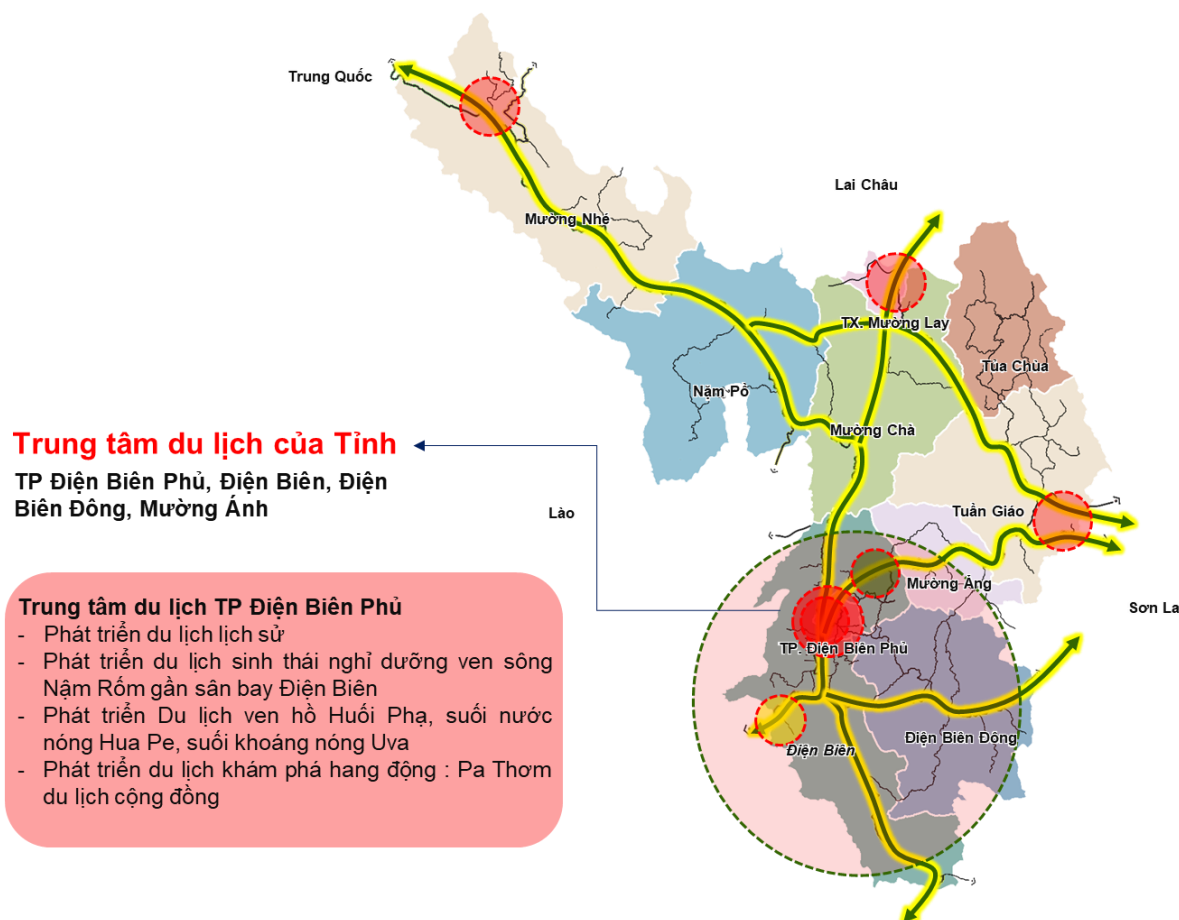 Trung Quốc
Lai Châu
Mường Nhé
TX. Mường Lay
Tủa Chùa
Nậm Pồ
Mường Chà
Trung tâm du lịch của Tỉnh
TP Điện Biên Phủ, Điện Biên, Điện
Biên Đông, Mường Ánh
Lào
Tuần Giáo
Mường Ảng
Sơn La
TP. Điện Biên Phủ
Điện Biên Đông
Điện Biên
Trung tâm du lịch TP Điện Biên Phủ
- Phát triển du lịch lịch sử
- Phát triển du lịch sinh thái nghỉ dưỡng ven sông
Nậm Rốm gần sân bay Điện Biên
- Phát triển Du lịch ven hồ Huổi Phạ, suối nước
nóng Hua Pe, suối khoáng nóng Uva
- Phát triển du lịch khám phá hang động : Pa Thơm
du lịch cộng đồng